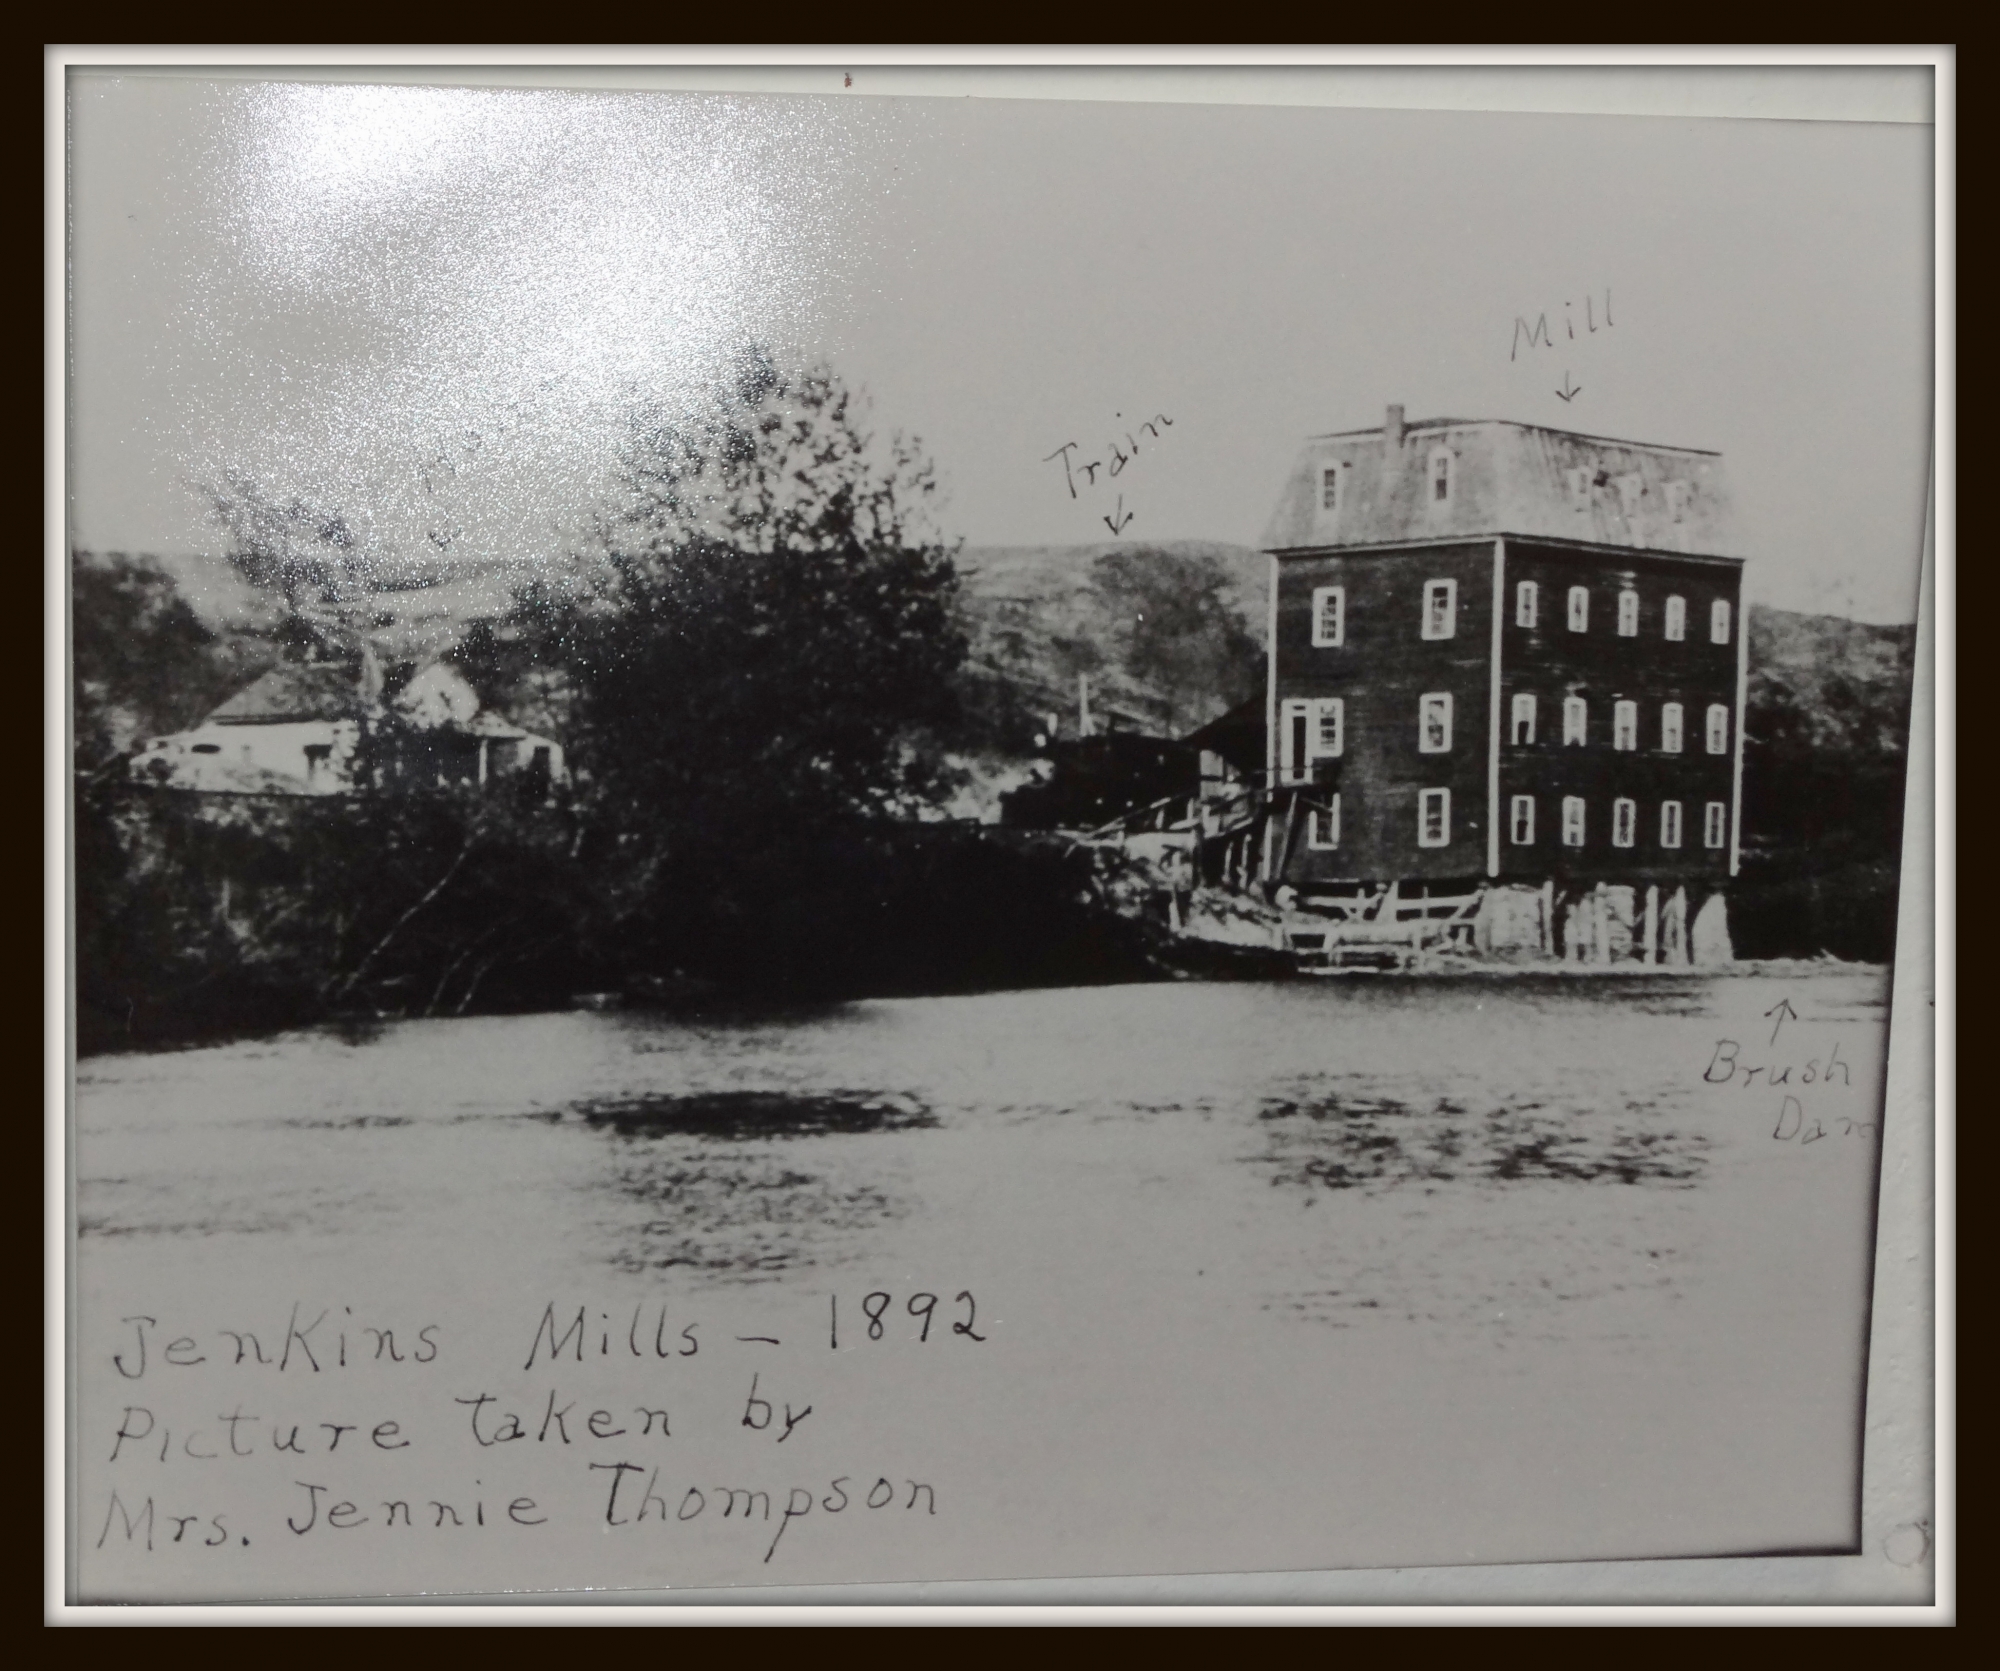 Mill
Train
Brush
Dam
Jenkins Mills - 1892
Picture taken by
Mrs. Jennie Thompson